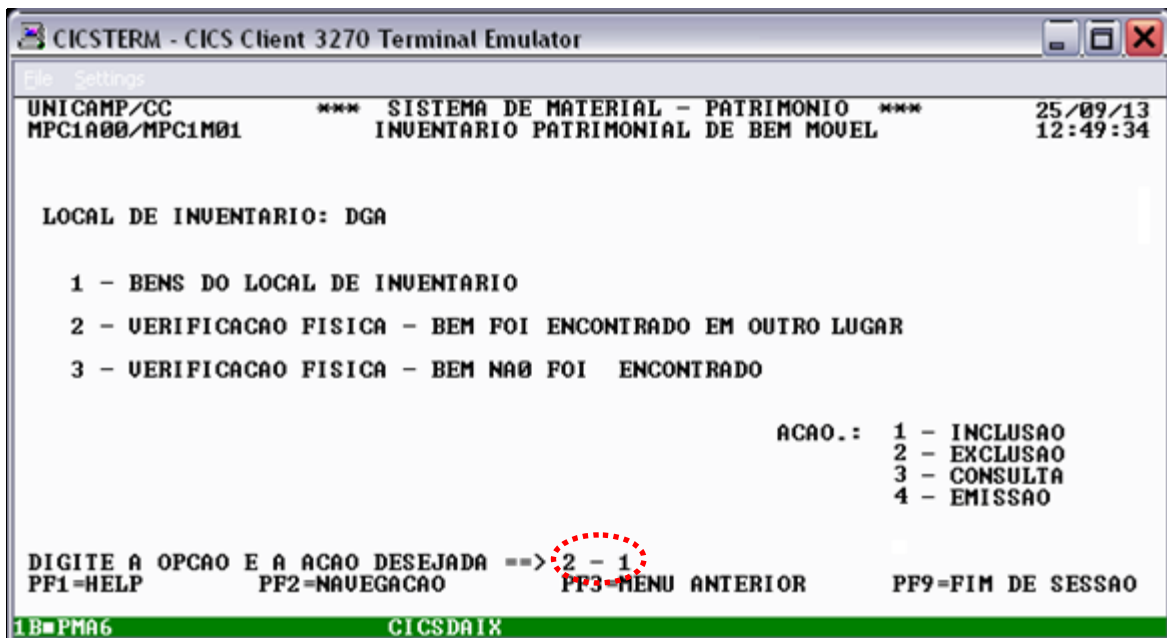 CICSTERM - CICS Client 3270 Terminal Emulator
File Settings
UNICAMP/CC *** SISTEMA DE MATERIAL - PATRIMONIO *** 25/09/13
MPC1A00/MPC1M01 INVENTARIO PATRIMONIAL DE BEM MOVEL 12:49:34
LOCAL DE INVENTARIO: DGA
1 - BENS DO LOCAL DE INVENTARIO
2 - VERIFICACAO FISICA - BEM FOI ENCONTRADO EM OUTRO LUGAR
3 - VERIFICACAO FISICA - BEM NAO FOI ENCONTRADO
ACAO.: 1 - INCLUSAO
2 - EXCLUSAO
3 - CONSULTA
4 - EMISSAO
DIGITE A OPCAO E A ACAO DESEJADA ==> 2 - 1
PF1=HELP PF2=NAVEGACAO PF3=MENU ANTERIOR PF9=FIM DE SESSAO
1B■PMA6 CICSDAIX